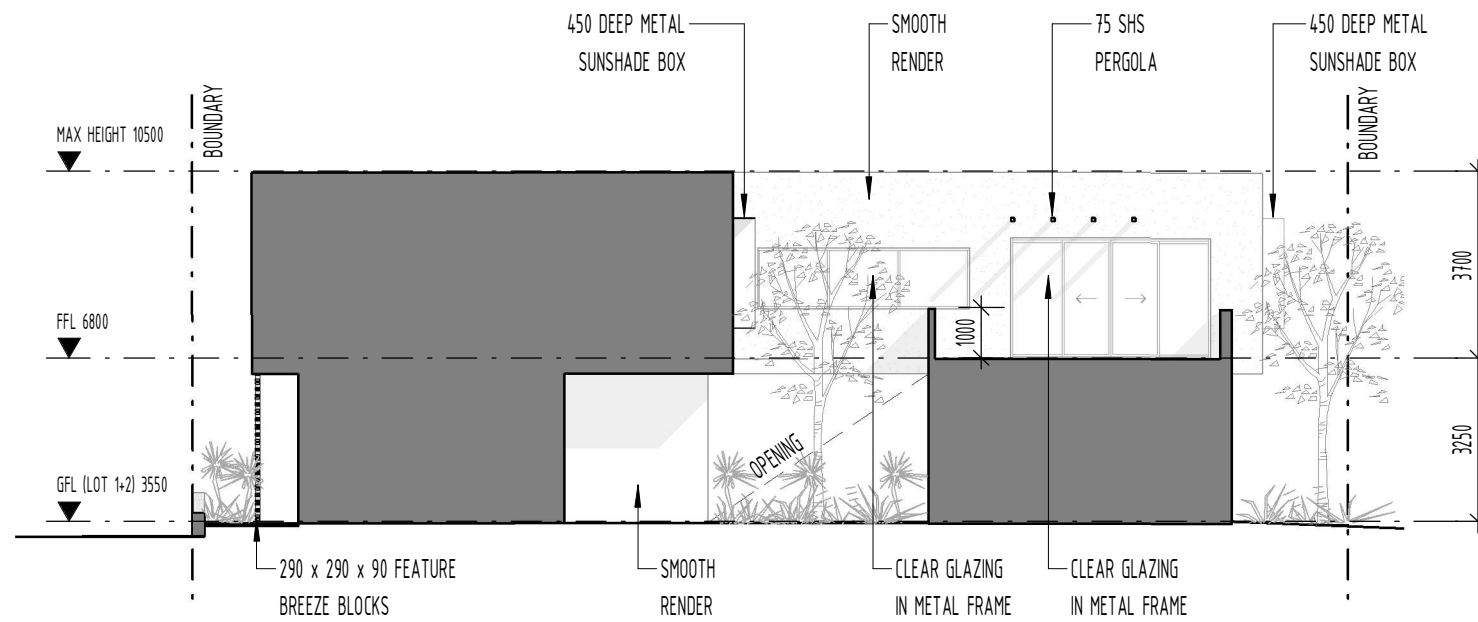 450 DEEP METAL
SUNSHADE BOX
SMOOTH
RENDER
75 SHS
PERGOLA
450 DEEP METAL
SUNSHADE BOX
BOUNDARY
BOUNDARY
MAX HEIGHT 10500
3700
FFL 6800
1000
3250
OPENING
GFL (LOT 1+2) 3550
290 x 290 x 90 FEATURE
BREEZE BLOCKS
SMOOTH
RENDER
CLEAR GLAZING
IN METAL FRAME
CLEAR GLAZING
IN METAL FRAME